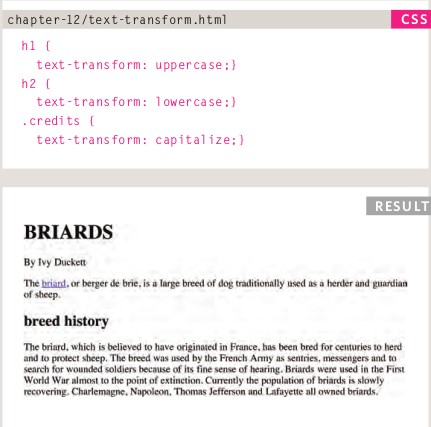 chapter-12/text-transform.html
CSS
h1 {
text-transform: uppercase;}
h2 {
text-transform: lowercase;}
.credits {
text-transform: capitalize;}
RESULT
BRIARDS
By Ivy Duckett
The briard, or berger de brie, is a large breed of dog traditionally used as a herder and guardian
of sheep.
breed history
The briard, which is believed to have originated in France, has been bred for centuries to herd
and to protect sheep. The breed was used by the French Army as sentries, messengers and to
search for wounded soldiers because of its fine sense of hearing. Briards were used in the First
World War almost to the point of extinction. Currently the population of briards is slowly
recovering. Charlemagne, Napoleon, Thomas Jefferson and Lafayette all owned briards.